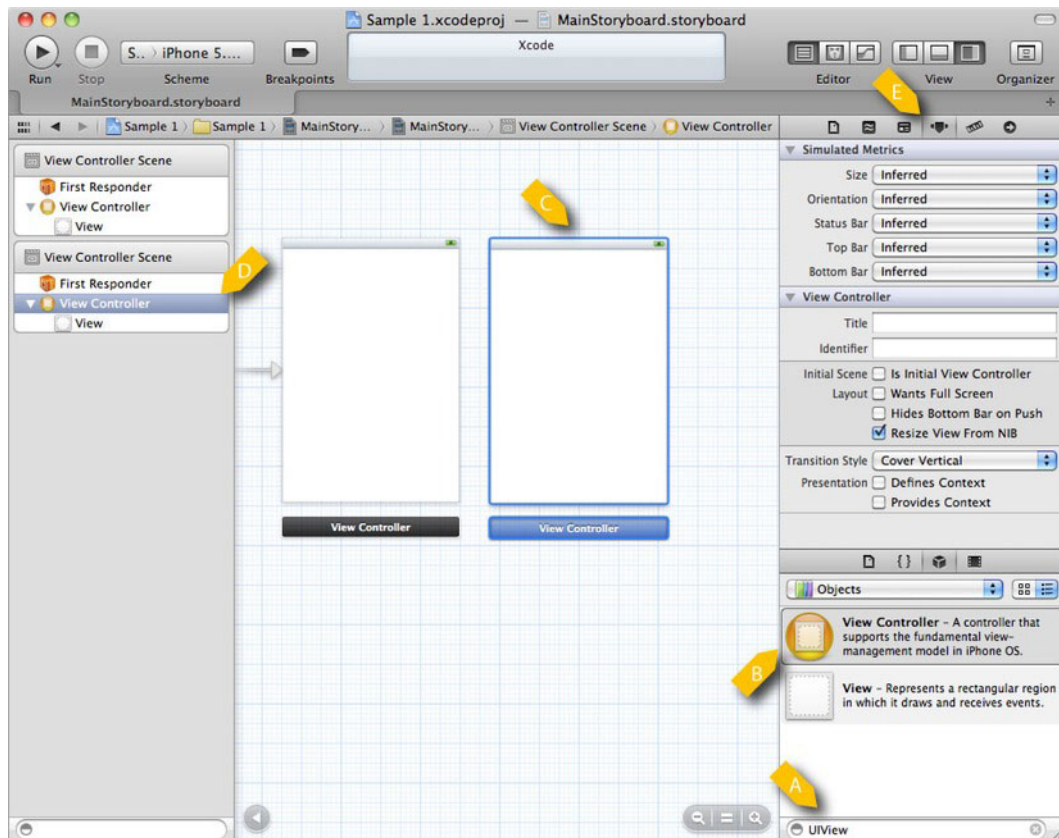 Sample 1.xcodeproj — MainStoryboard.storyboard
S.. › iPhone 5....
Xcode
Run
Stop
Scheme
Breakpoints
Editor
View
Organizer
MainStoryboard.storyboard
E
Sample 1 › Sample 1 › MainStory... › MainStory... › View Controller Scene › View Controller
View Controller Scene
First Responder
View Controller
View
View Controller Scene
First Responder
View Controller
View
D
C
View Controller
View Controller
Simulated Metrics
Size Inferred
Orientation Inferred
Status Bar Inferred
Top Bar Inferred
Bottom Bar Inferred
View Controller
Title
Identifier
Initial Scene Is Initial View Controller
Layout Wants Full Screen
Hides Bottom Bar on Push
Resize View From NIB
Transition Style Cover Vertical
Presentation Defines Context
Provides Context
{}
Objects
View Controller – A controller that
supports the fundamental view-
management model in iPhone OS.
B
View – Represents a rectangular region
in which it draws and receives events.
A
UIView